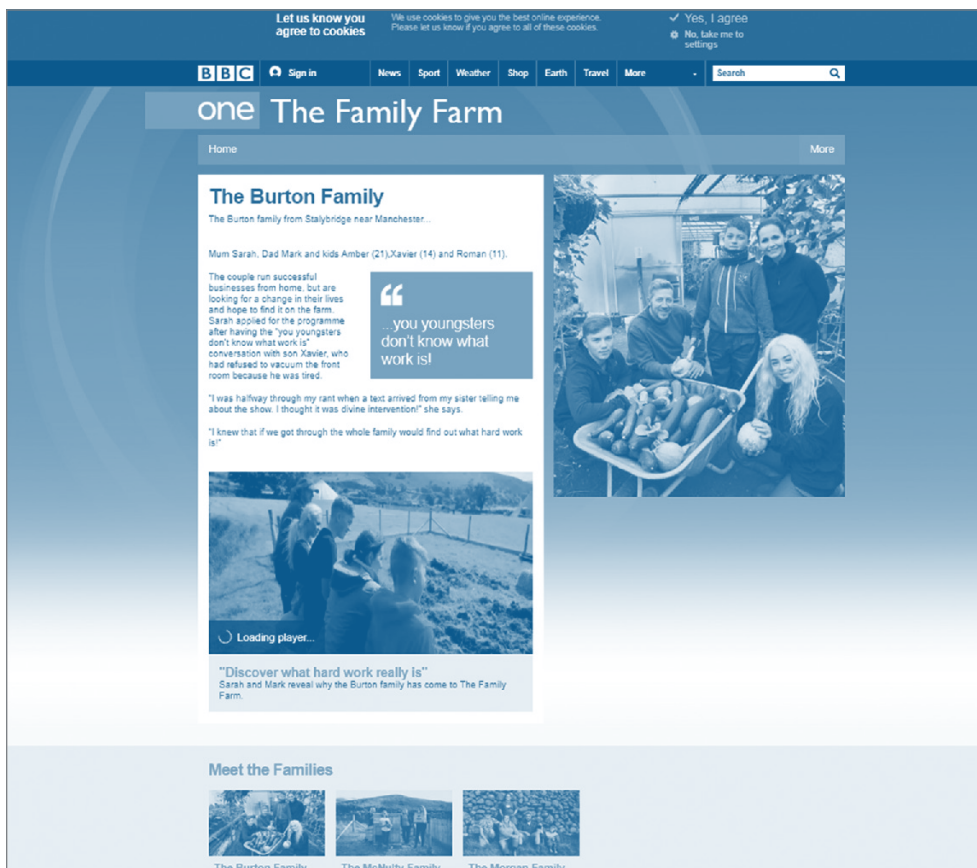 Let us know you
agree to cookies
We use cookies to give you the best online experience.
Please let us know if you agree to all of these cookies.
Yes, I agree
No, take me to
settings
BBC Sign in News Sport Weather Shop Earth Travel More Search
one The Family Farm
Home More
The Burton Family
The Burton family from Stalybridge near Manchester...
Mum Sarah, Dad Mark and kids Amber (21),Xavier (14) and Roman (11).
The couple run successful
businesses from home, but are
looking for a change in their lives
and hope to find it on the farm.
Sarah applied for the programme
after having the "you youngsters
don't know what work is"
conversation with son Xavier, who
had refused to vacuum the front
room because he was tired.
“
...you youngsters
don't know what
work is!
"I was halfway through my rant when a text arrived from my sister telling me
about the show. I thought it was divine intervention!" she says.
"I knew that if we got through the whole family would find out what hard work
is!"
Loading player...
"Discover what hard work really is"
Sarah and Mark reveal why the Burton family has come to The Family
Farm.
Meet the Families
The Burton Family The McNulty Family The Morgan Family